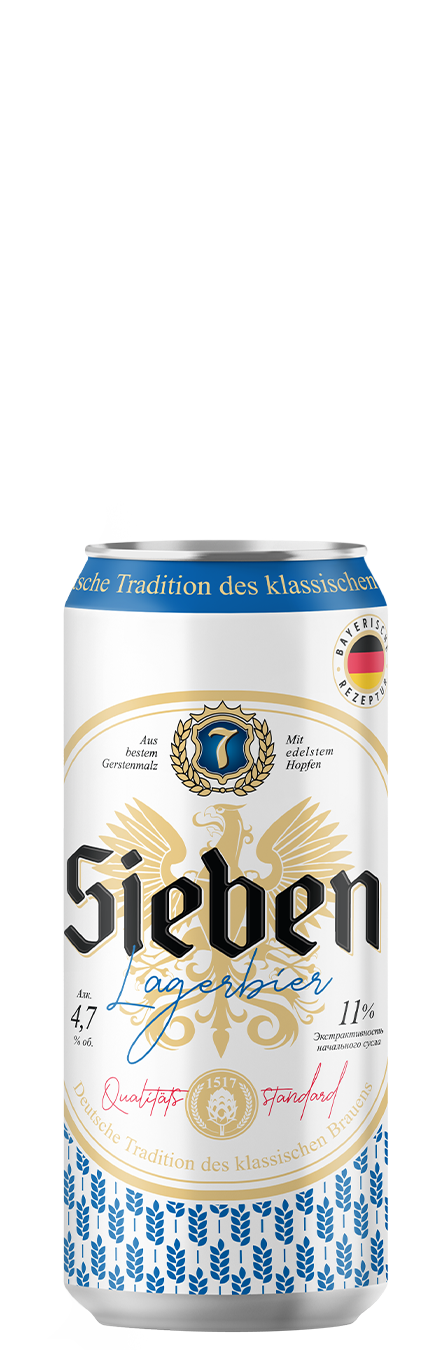 sche Tradition des klassischen
BAYERISCHE
REZEPTUR
7
Aus
bestem
Gerstenmalz
Mit
edelstem
Hopfen
Sieben
Lagerbier
Алк.
4,7
% об.
11%
Экстрактивность
начального сусла
Qualitäts
1517
standard
Deutsche Tradition des klassischen Brauens